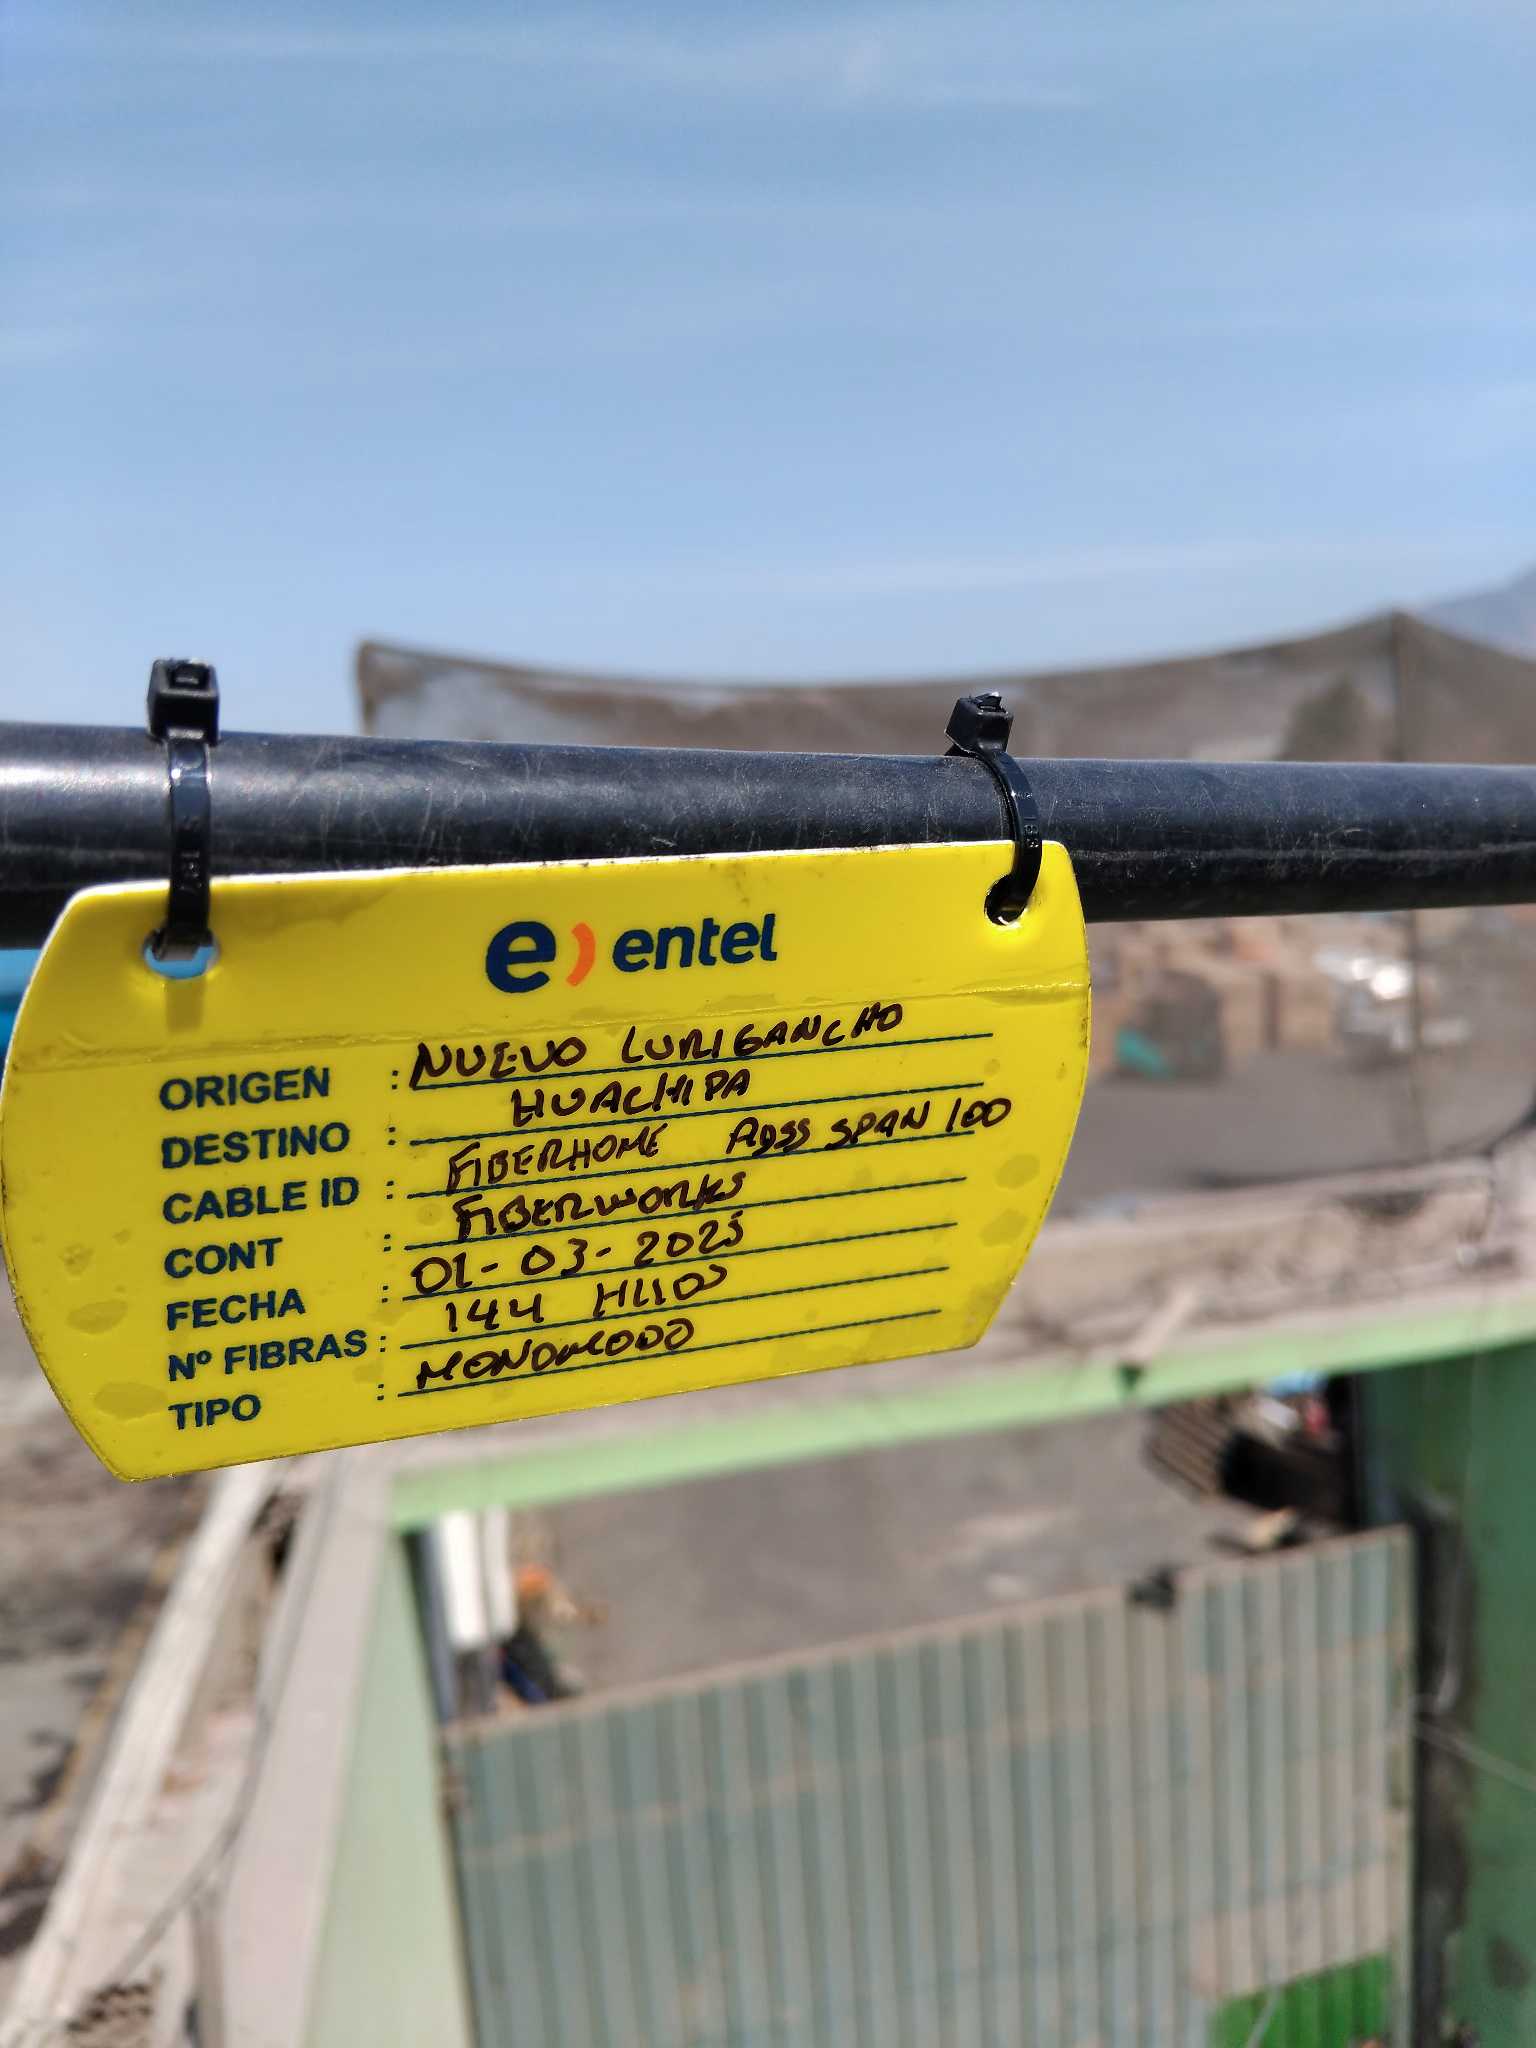 e) entel
ORIGEN : NUEVO LURIGANCHO
DESTINO : HUACHIPA
CABLE ID : FIBERHOME ADSS SPAN 100
CONT : FIBERWORKS
FECHA : 01-03-2025
Nº FIBRAS : 144 HILOS
TIPO : MONOMODO